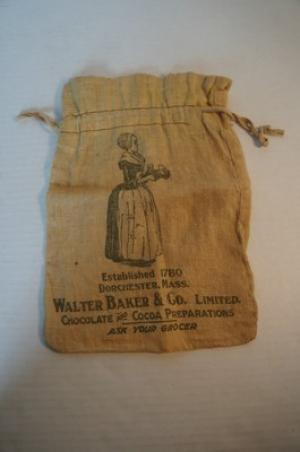 Established 1780
Dorchester, Mass.
Walter Baker & Co. Limited.
Chocolate and Cocoa Preparations
Ask Your Grocer